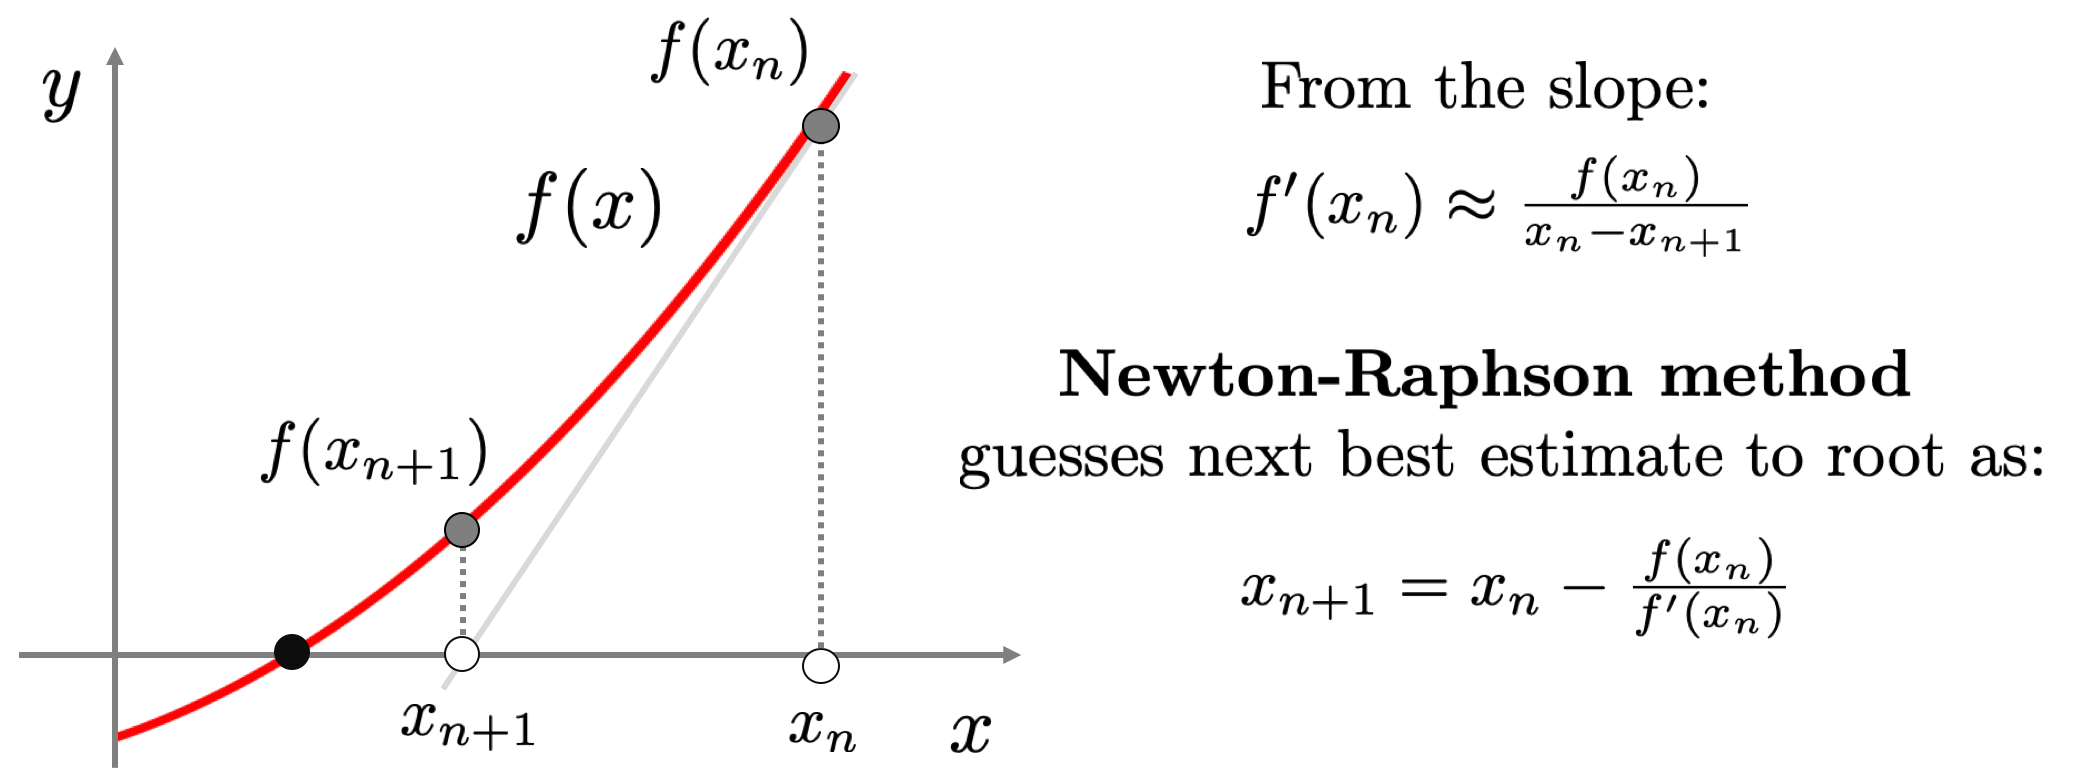 y
f(x_n)
f(x)
f(x_{n+1})
x_{n+1}
x_n
x
From the slope:
f'(x_n) ≈ \frac{f(x_n)}{x_n - x_{n+1}}
Newton-Raphson method
guesses next best estimate to root as:
x_{n+1} = x_n - \frac{f(x_n)}{f'(x_n)}